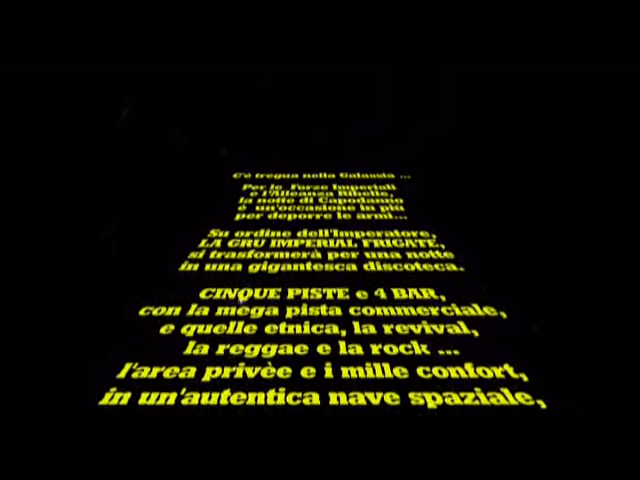 C'è tregua nella Galassia ...
Per le Forze Imperiali
e l'Alleanza Ribelle,
la notte di Capodanno
è un'occasione in più
per deporre le armi...
Su ordine dell'Imperatore,
LA GRU IMPERIAL FRIGATE,
si trasformerà per una notte
in una gigantesca discoteca.
CINQUE PISTE e 4 BAR,
con la mega pista commerciale,
e quelle etnica, la revival,
la reggae e la rock ...
l'area privèe e i mille confort,
in un'autentica nave spaziale,